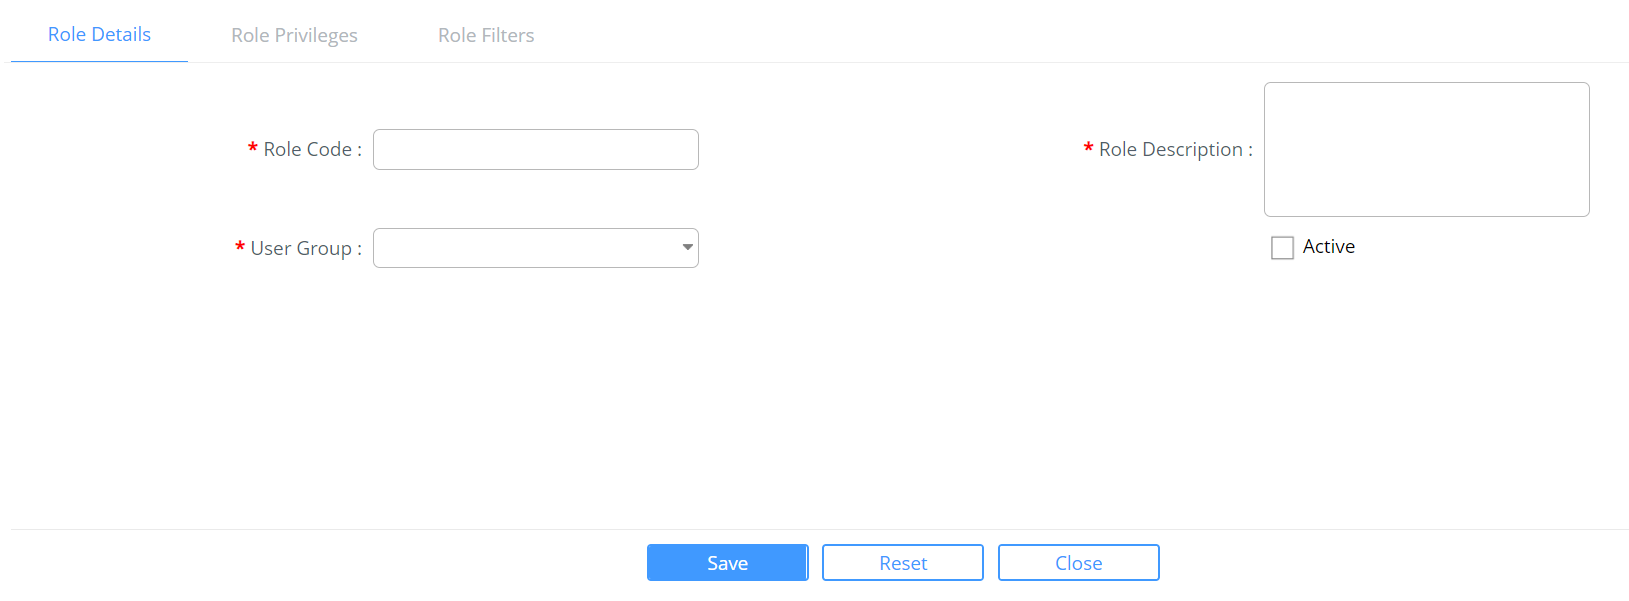 Role Details Role Privileges Role Filters
* Role Code : * Role Description :
* User Group : Active
Save Reset Close